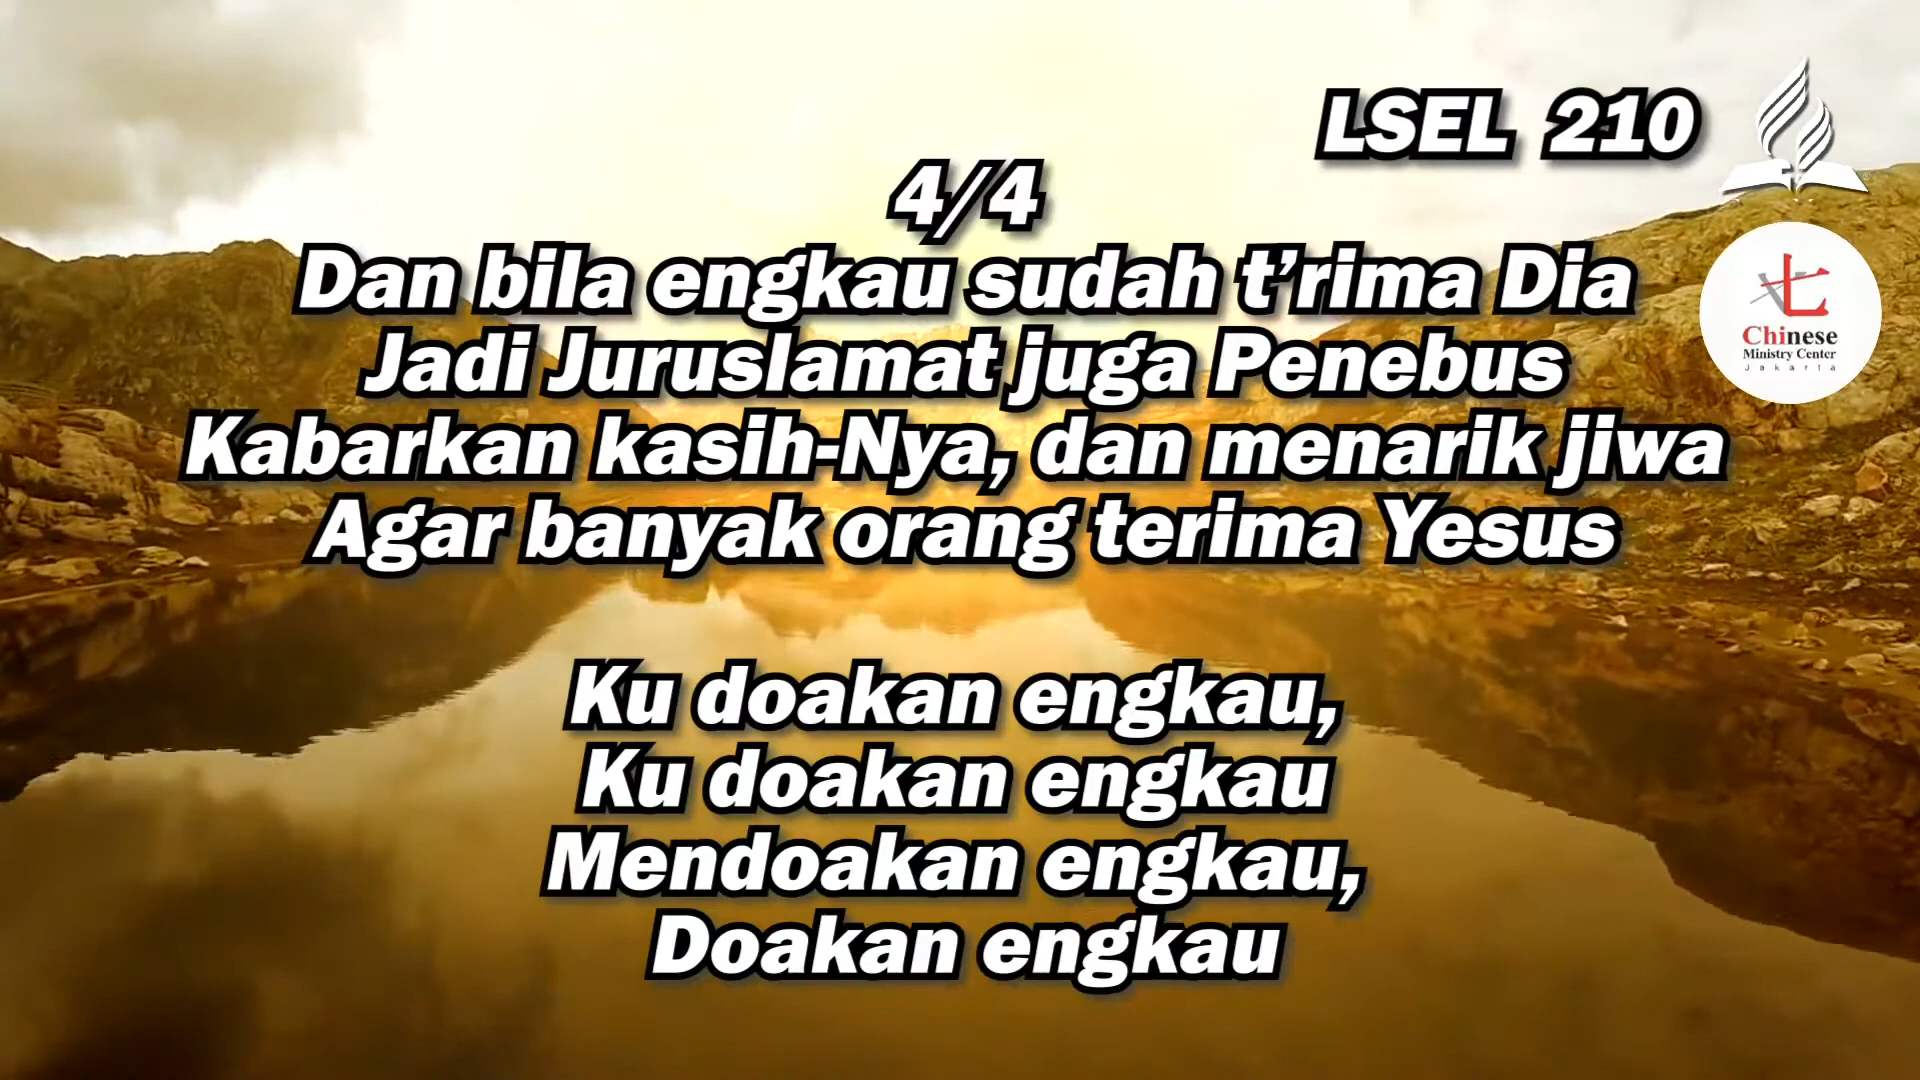 LSEL 210
4/4
Dan bila engkau sudah t’rima Dia
Jadi Juruslamat juga Penebus
Kabarkan kasih-Nya, dan menarik jiwa
Agar banyak orang terima Yesus
Ku doakan engkau,
Ku doakan engkau
Mendoakan engkau,
Doakan engkau
七
Chinese
Ministry Center
Jakarta